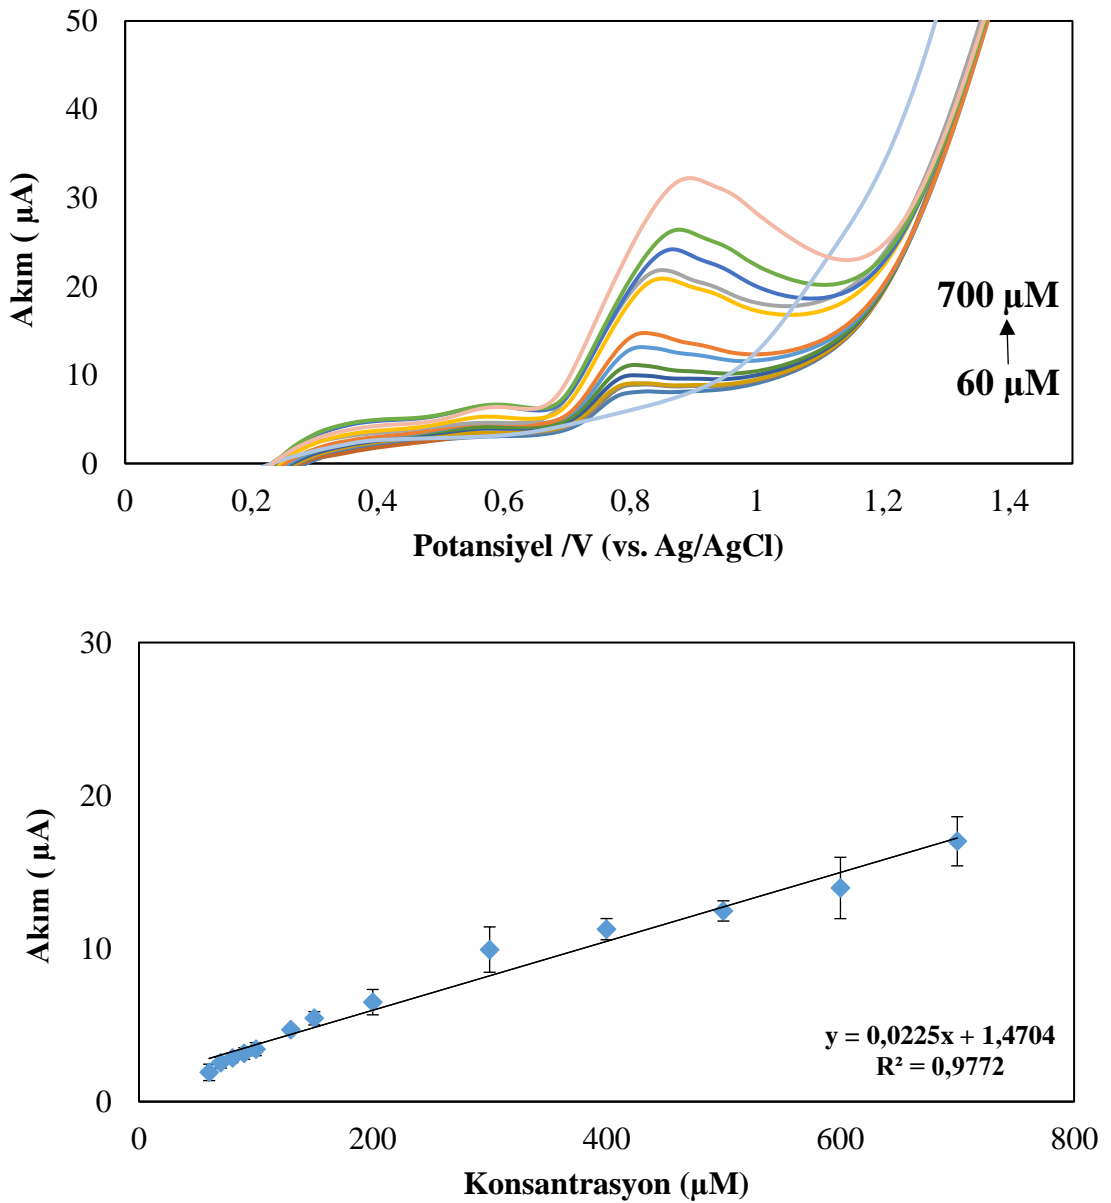 50
40
30
20
10
0
Akım ( µA)
700 µM
60 µM
0
0,2
0,4
0,6
0,8
1
1,2
1,4
Potansiyel /V (vs. Ag/AgCl)
30
20
10
0
Akım ( µA)
y = 0,0225x + 1,4704
R² = 0,9772
0
200
400
600
800
Konsantrasyon (µM)